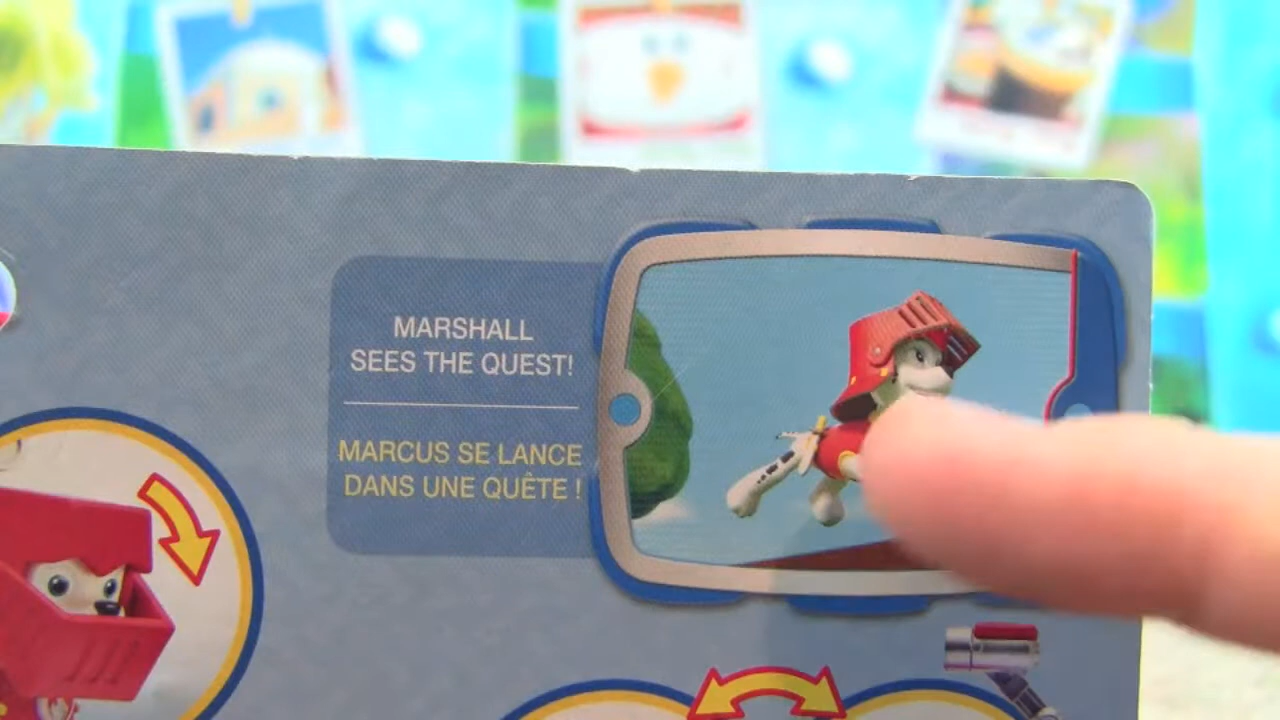 MARSHALL
SEES THE QUEST!
MARCUS SE LANCE
DANS UNE QUÊTE !